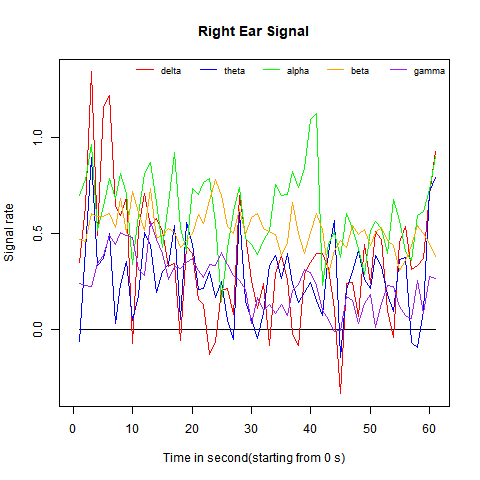 Right Ear Signal
delta theta alpha beta gamma
Signal rate
0.0 0.5 1.0
0 10 20 30 40 50 60
Time in second(starting from 0 s)